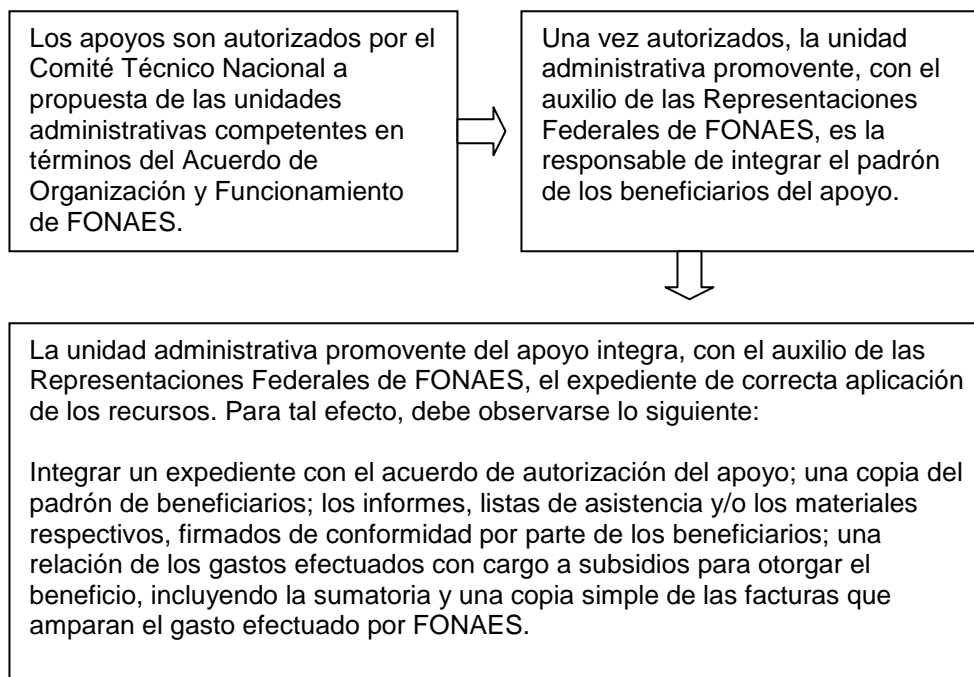 Los apoyos son autorizados por el
Comité Técnico Nacional a
propuesta de las unidades
administrativas competentes en
términos del Acuerdo de
Organización y Funcionamiento
de FONAES.
Una vez autorizados, la unidad
administrativa promovente, con el
auxilio de las Representaciones
Federales de FONAES, es la
responsable de integrar el padrón
de los beneficiarios del apoyo.
La unidad administrativa promovente del apoyo integra, con el auxilio de las
Representaciones Federales de FONAES, el expediente de correcta aplicación
de los recursos. Para tal efecto, debe observarse lo siguiente:
Integrar un expediente con el acuerdo de autorización del apoyo; una copia del
padrón de beneficiarios; los informes, listas de asistencia y/o los materiales
respectivos, firmados de conformidad por parte de los beneficiarios; una
relación de los gastos efectuados con cargo a subsidios para otorgar el
beneficio, incluyendo la sumatoria y una copia simple de las facturas que
amparan el gasto efectuado por FONAES.